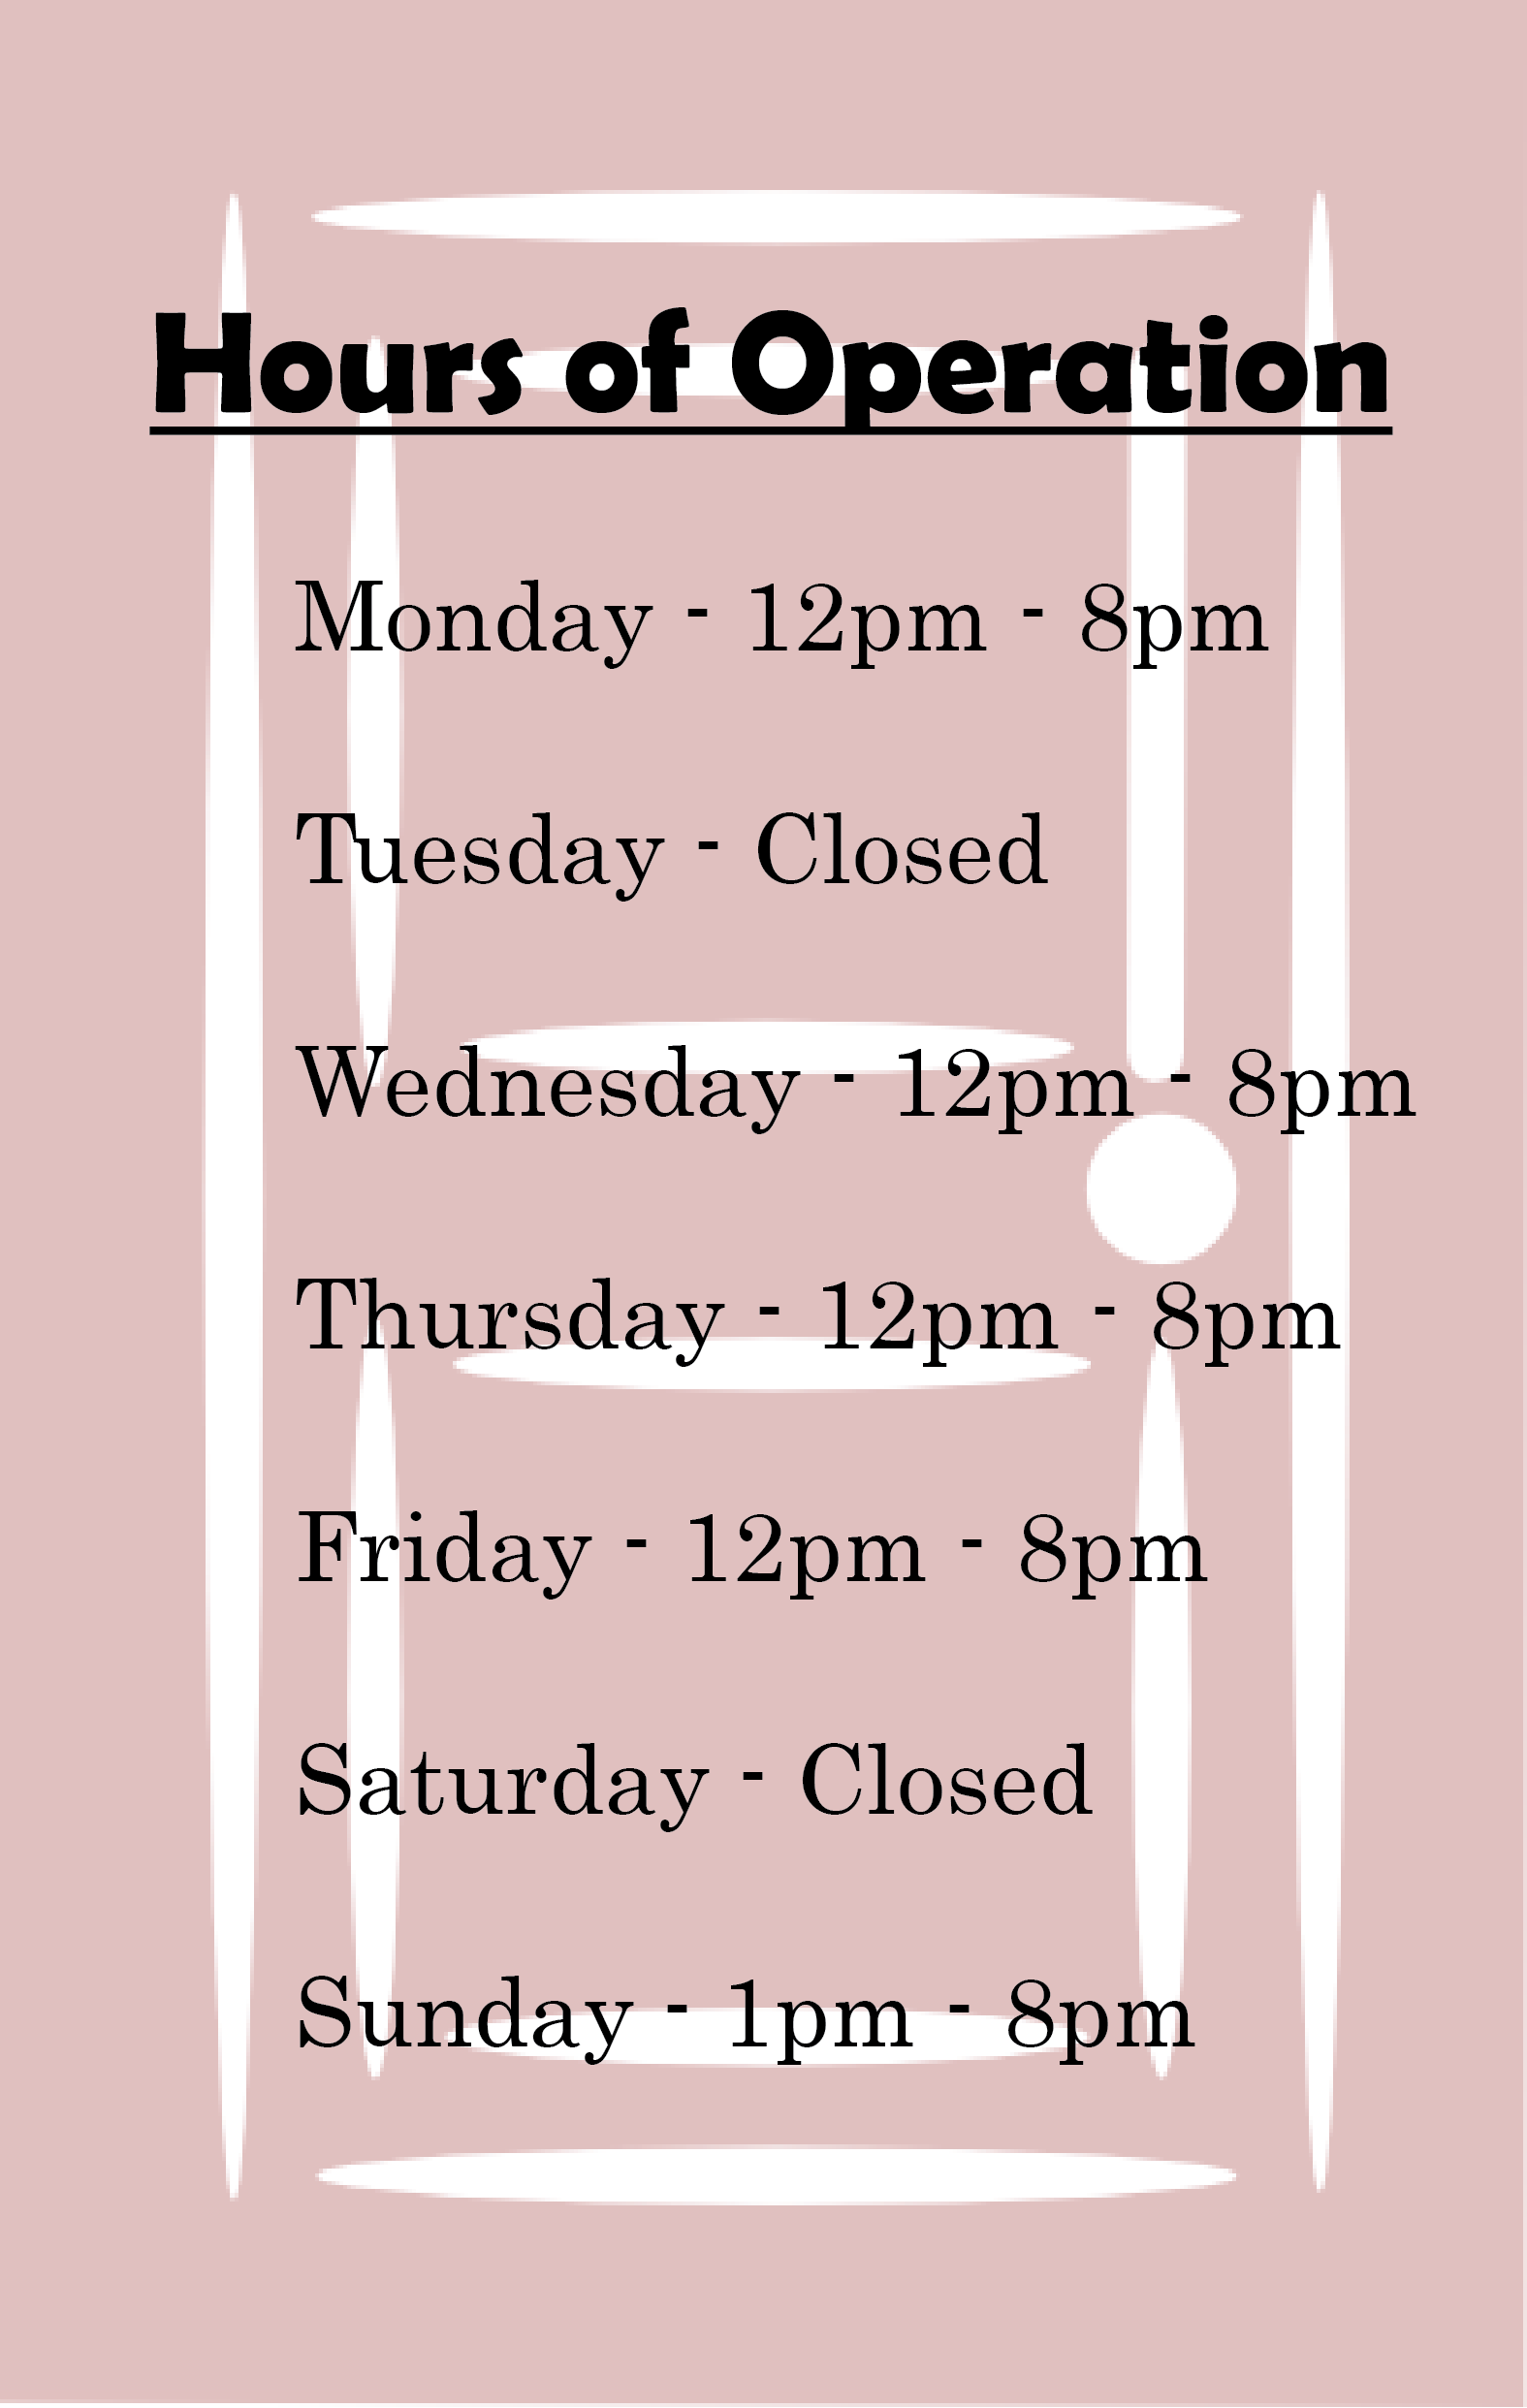 Hours of Operation
Monday - 12pm - 8pm
Tuesday - Closed
Wednesday - 12pm - 8pm
Thursday - 12pm - 8pm
Friday - 12pm - 8pm
Saturday - Closed
Sunday - 1pm - 8pm